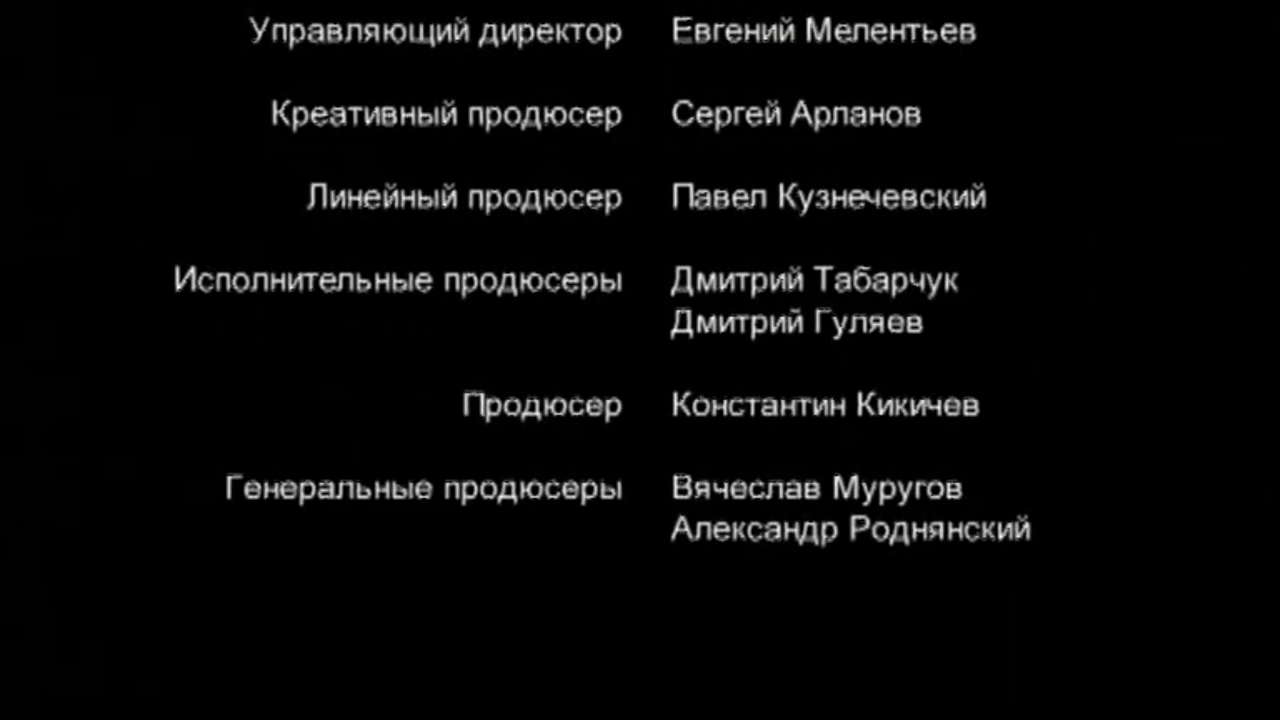 Управляющий директор Евгений Мелентьев
Креативный продюсер Сергей Арланов
Линейный продюсер Павел Кузнечевский
Исполнительные продюсеры Дмитрий Табарчук
Дмитрий Гуляев
Продюсер Константин Кикичев
Генеральные продюсеры Вячеслав Муругов
Александр Роднянский